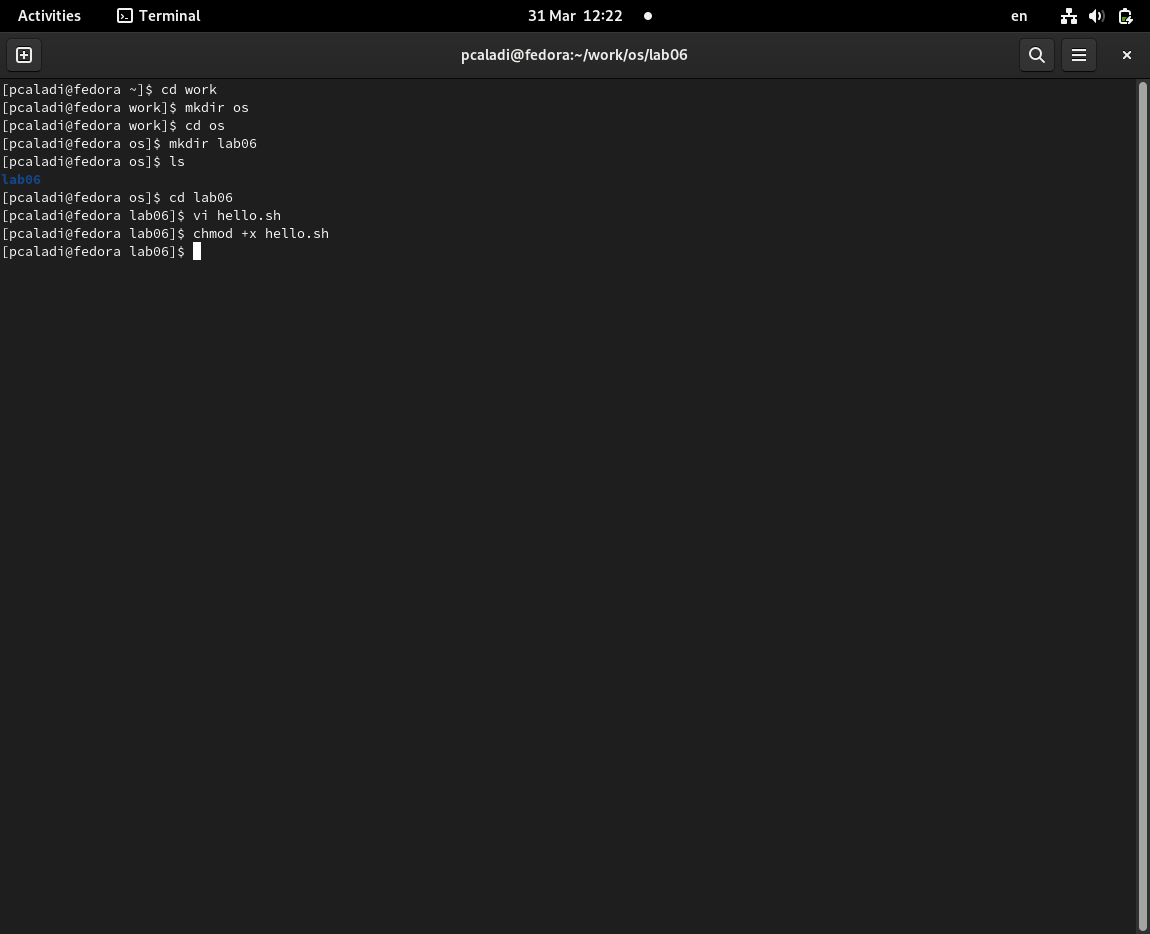 Activities Terminal 31 Mar 12:22 en
pcaladi@fedora:~/work/os/lab06
[pcaladi@fedora ~]$ cd work
[pcaladi@fedora work]$ mkdir os
[pcaladi@fedora work]$ cd os
[pcaladi@fedora os]$ mkdir lab06
[pcaladi@fedora os]$ ls
lab06
[pcaladi@fedora os]$ cd lab06
[pcaladi@fedora lab06]$ vi hello.sh
[pcaladi@fedora lab06]$ chmod +x hello.sh
[pcaladi@fedora lab06]$